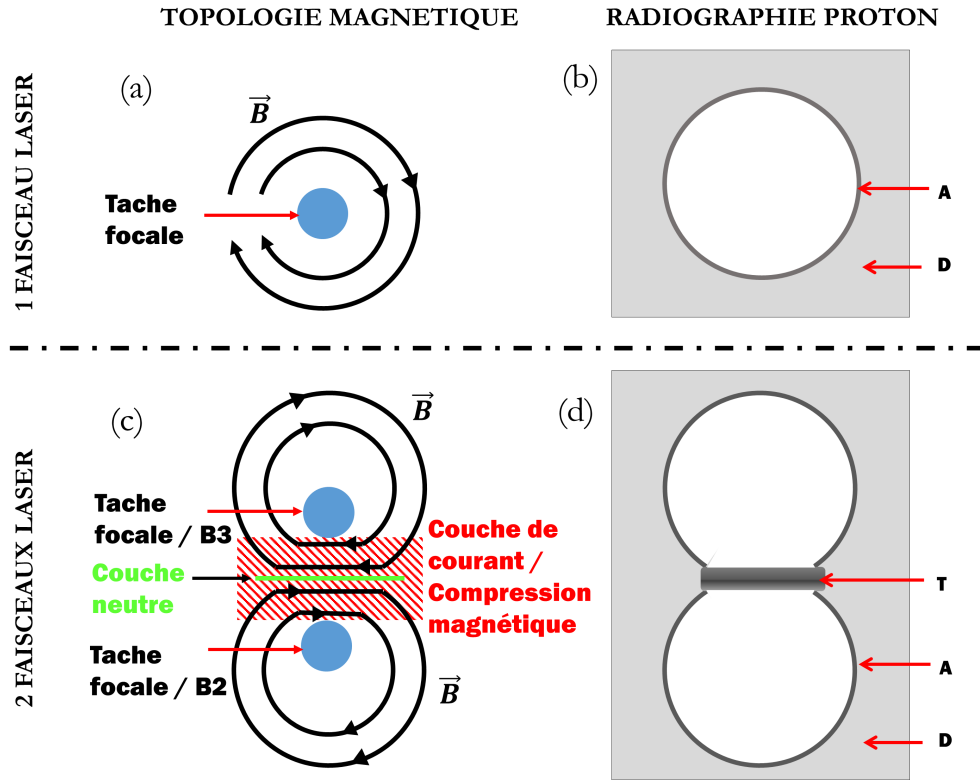 TOPOLOGIE MAGNETIQUE
RADIOGRAPHIE PROTON
1 FAISCEAU LASER
(a)
B
Tache
focale
(b)
A
D
2 FAISCEAUX LASER
(c)
B
Tache
focale / B3
Couche
neutre
Couche de
courant /
Compression
magnétique
Tache
focale / B2
B
(d)
T
A
D